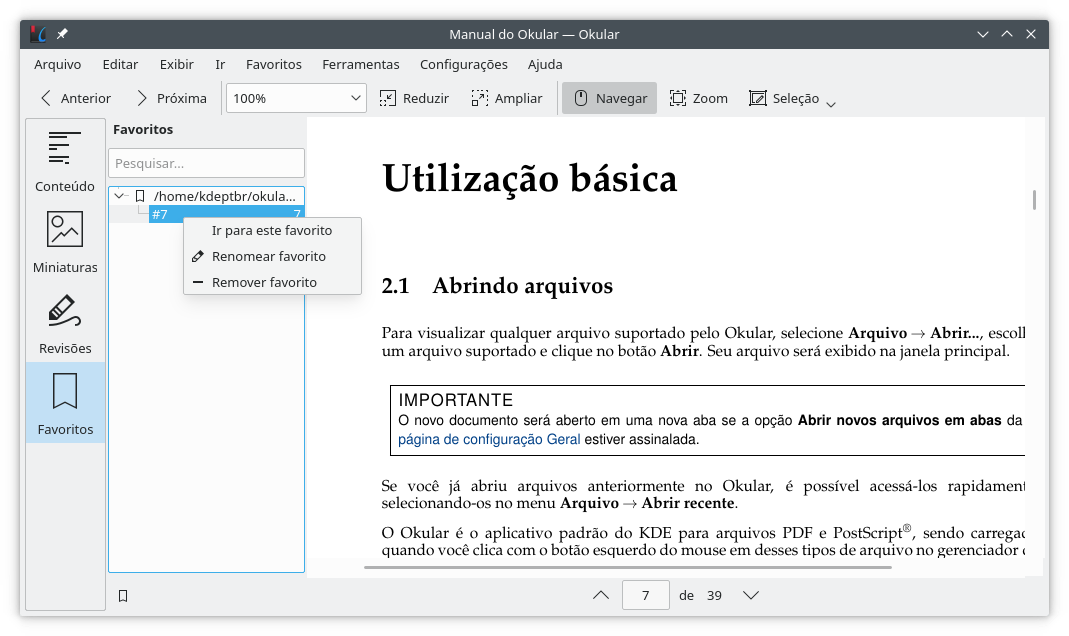 Manual do Okular — Okular
Arquivo Editar Exibir Ir Favoritos Ferramentas Configurações Ajuda
Anterior Próxima 100% Reduzir Ampliar Navegar Zoom Seleção
Conteúdo
Miniaturas
Revisões
Favoritos
Favoritos
Pesquisar...
/home/kdeptbr/okula...
#7 7
Ir para este favorito
Renomear favorito
Remover favorito
Utilização básica
2.1 Abrindo arquivos
Para visualizar qualquer arquivo suportado pelo Okular, selecione Arquivo → Abrir..., escoll
um arquivo suportado e clique no botão Abrir. Seu arquivo será exibido na janela principal.
IMPORTANTE
O novo documento será aberto em uma nova aba se a opção Abrir novos arquivos em abas da
página de configuração Geral estiver assinalada.
Se você já abriu arquivos anteriormente no Okular, é possível acessá-los rapidament
selecionando-os no menu Arquivo → Abrir recente.
O Okular é o aplicativo padrão do KDE para arquivos PDF e PostScript®, sendo carregac
quando você clica com o botão esquerdo do mouse em desses tipos de arquivo no gerenciador
7 de 39